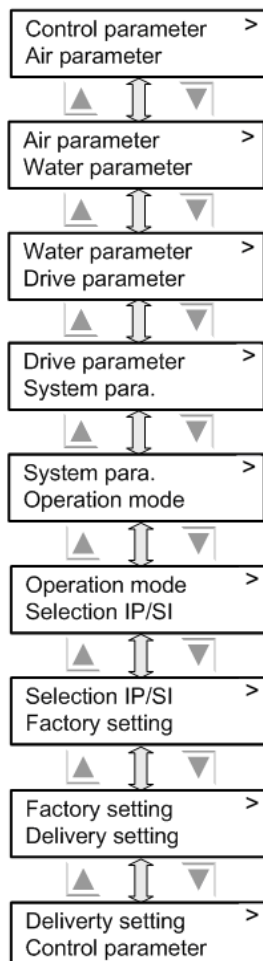 Control parameter >
Air parameter
Air parameter >
Water parameter
Water parameter >
Drive parameter
Drive parameter >
System para.
System para. >
Operation mode
Operation mode >
Selection IP/SI
Selection IP/SI >
Factory setting
Factory setting >
Delivery setting
Deliverty setting >
Control parameter